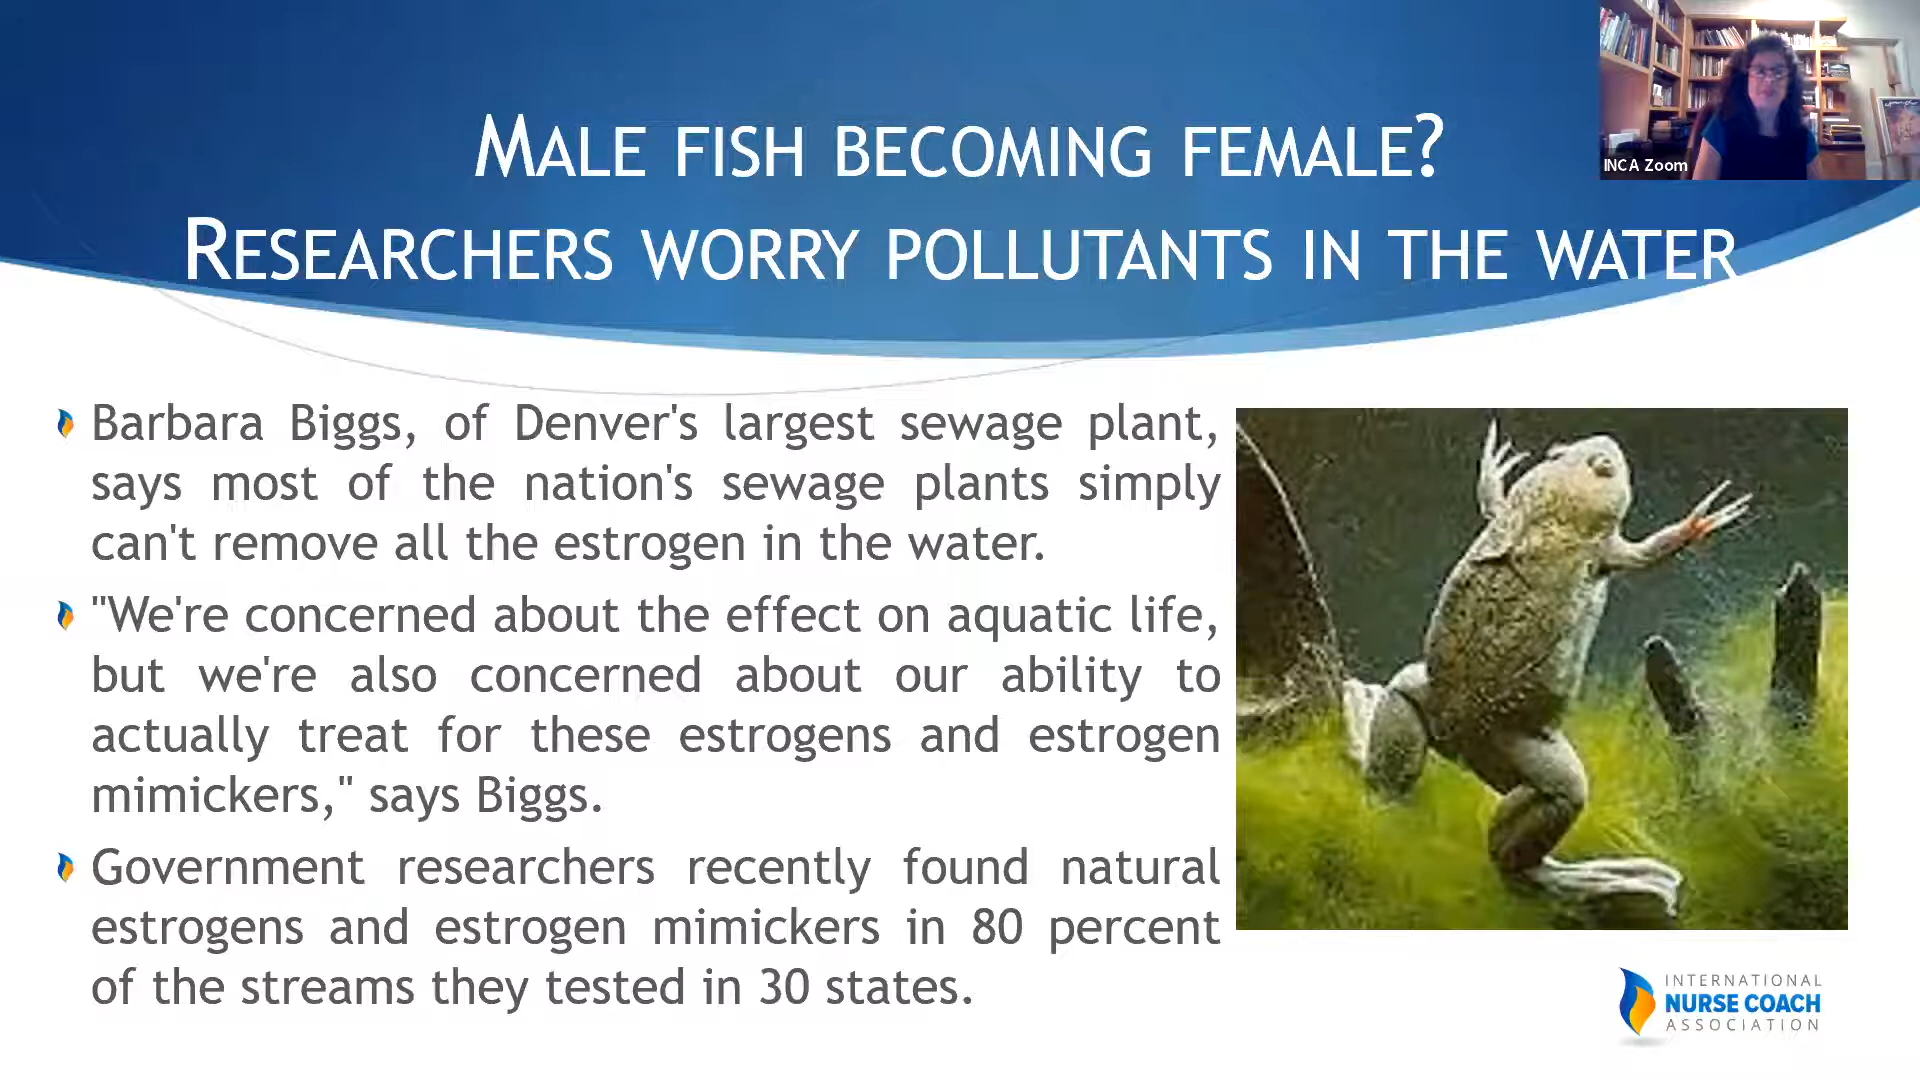 MALE FISH BECOMING FEMALE?
RESEARCHERS WORRY POLLUTANTS IN THE WATER
INCA Zoom
Barbara Biggs, of Denver's largest sewage plant,
says most of the nation's sewage plants simply
can't remove all the estrogen in the water.
"We're concerned about the effect on aquatic life,
but we're also concerned about our ability to
actually treat for these estrogens and estrogen
mimickers," says Biggs.
Government researchers recently found natural
estrogens and estrogen mimickers in 80 percent
of the streams they tested in 30 states.
INTERNATIONAL
NURSE COACH
ASSOCIATION